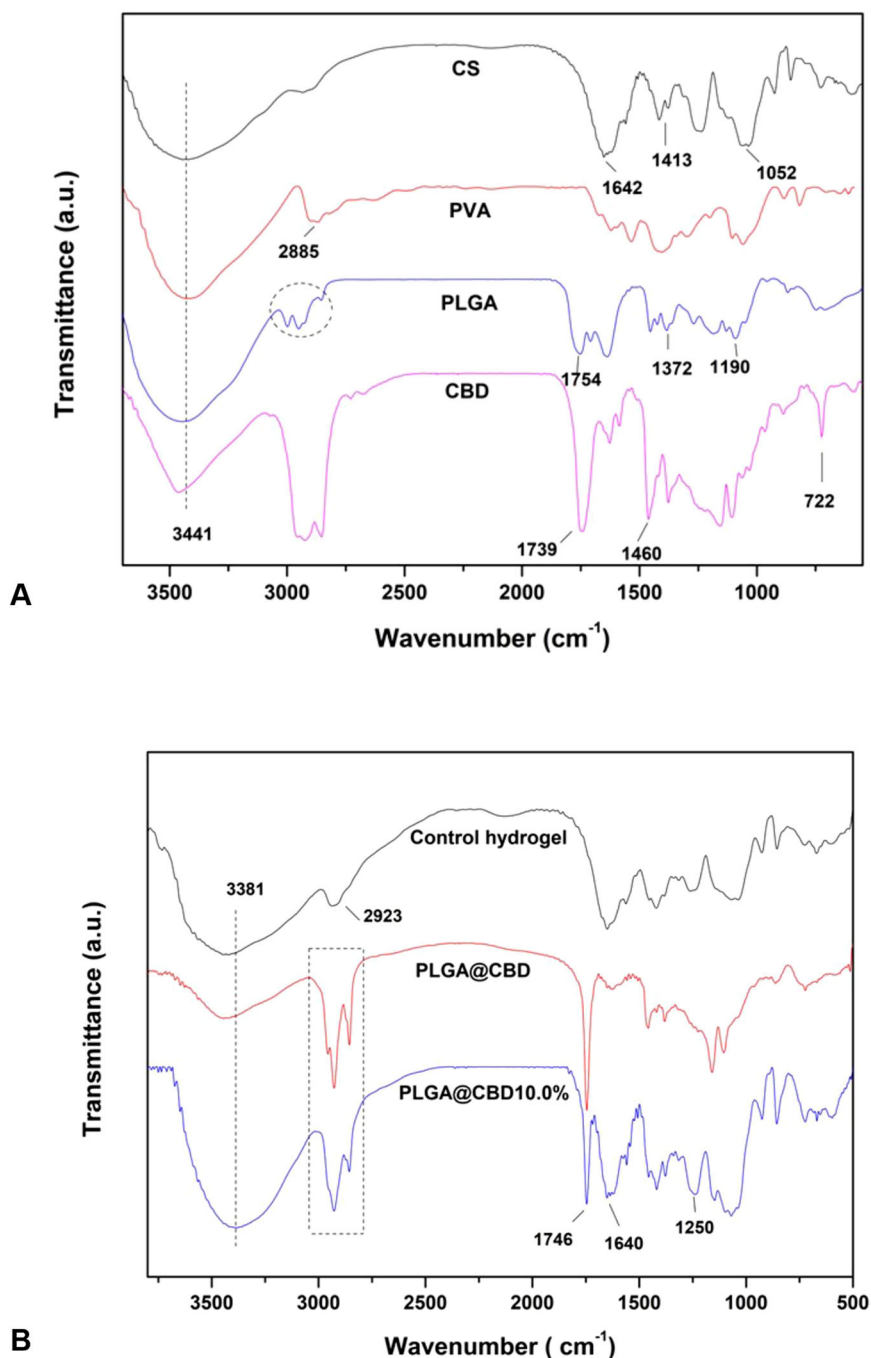 CS
1413
1642
1052
PVA
2885
PLGA
1754
1372
1190
CBD
722
3441
1739
1460
Transmittance (a.u.)
3500
3000
2500
2000
1500
1000
Wavenumber (cm-1)
A
Control hydrogel
3381
2923
PLGA@CBD
PLGA@CBD10.0%
1746
1640
1250
Transmittance (a.u.)
3500
3000
2500
2000
1500
1000
500
Wavenumber ( cm-1)
B